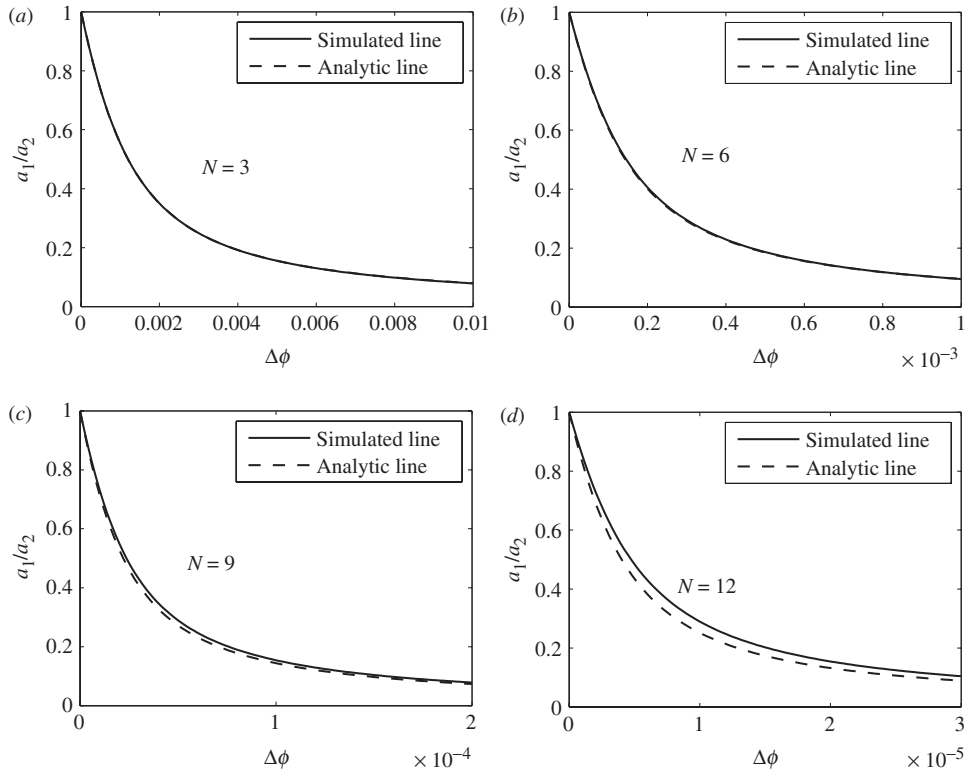 (a)
1
0.8
0.6
0.4
0.2
0
a1/a2
Simulated line
Analytic line
N = 3
0 0.002 0.004 0.006 0.008 0.01
Δϕ
(b)
1
0.8
0.6
0.4
0.2
0
a1/a2
Simulated line
Analytic line
N = 6
0 0.2 0.4 0.6 0.8 1
Δϕ × 10−3
(c)
1
0.8
0.6
0.4
0.2
0
a1/a2
Simulated line
Analytic line
N = 9
0 1 2
Δϕ × 10−4
(d)
1
0.8
0.6
0.4
0.2
0
a1/a2
Simulated line
Analytic line
N = 12
0 1 2 3
Δϕ × 10−5